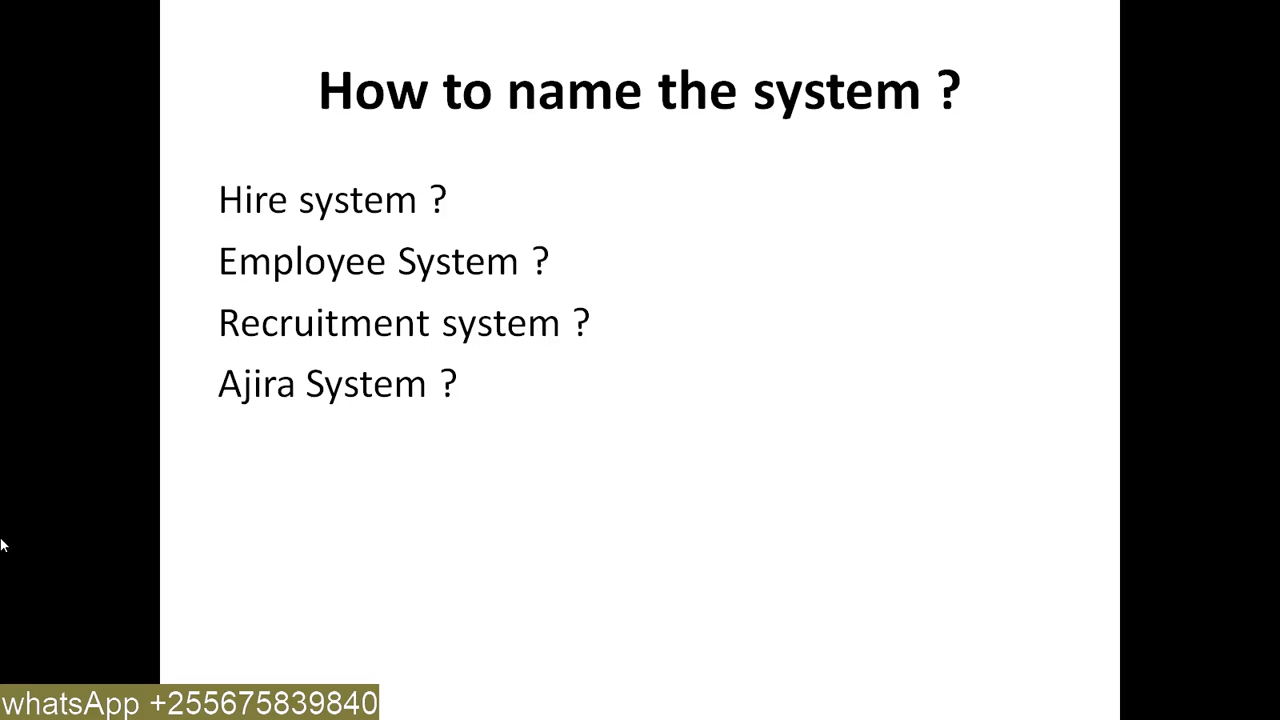 How to name the system ?
Hire system ?
Employee System ?
Recruitment system ?
Ajira System ?
whatsApp +255675839840